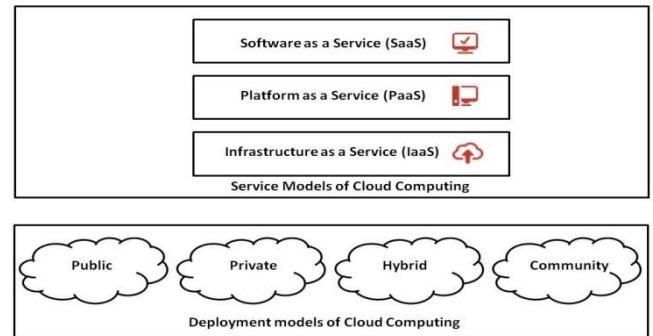 Software as a Service (SaaS)
Platform as a Service (PaaS)
Infrastructure as a Service (IaaS)
Service Models of Cloud Computing
Public
Private
Hybrid
Community
Deployment models of Cloud Computing